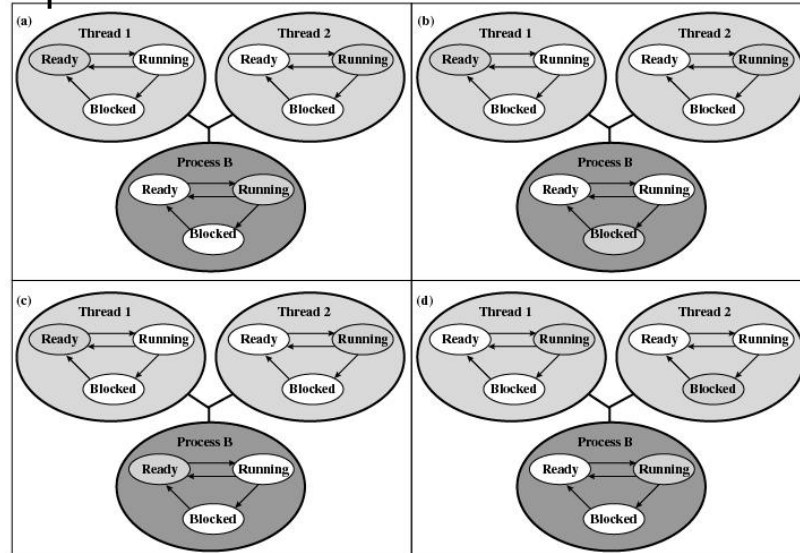 (a)
Thread 1
Thread 2
Ready
Running
Ready
Running
Blocked
Blocked
Process B
Ready
Running
Blocked
(b)
Thread 1
Thread 2
Ready
Running
Ready
Running
Blocked
Blocked
Process B
Ready
Running
Blocked
(c)
Thread 1
Thread 2
Ready
Running
Ready
Running
Blocked
Blocked
Process B
Ready
Running
Blocked
(d)
Thread 1
Thread 2
Ready
Running
Ready
Running
Blocked
Blocked
Process B
Ready
Running
Blocked